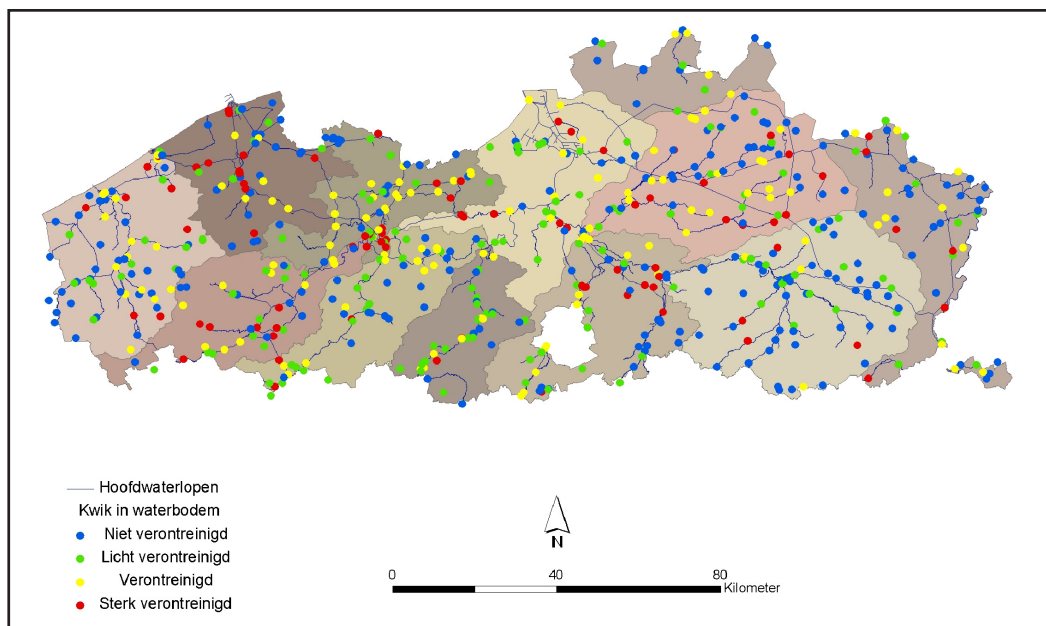 Hoofdwaterlopen
Kwik in waterbodem
Niet verontreinigd
Licht verontreinigd
Verontreinigd
Sterk verontreinigd
N
0 40 80
Kilometer